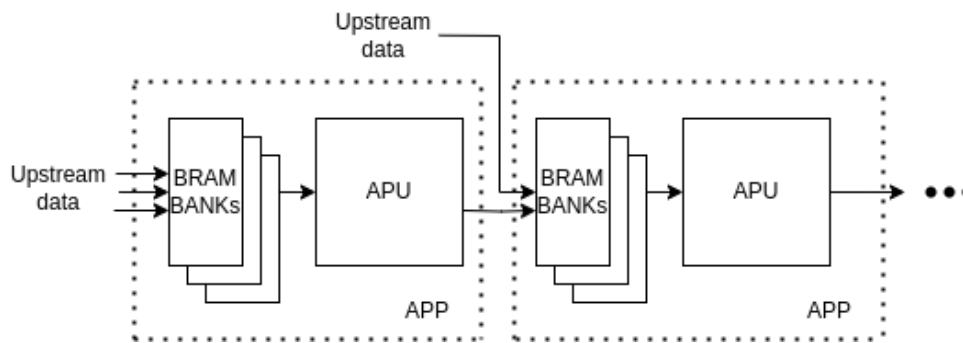 Upstream
data
Upstream
data
BRAM
BANKs
APU
APP
BRAM
BANKs
APU
APP